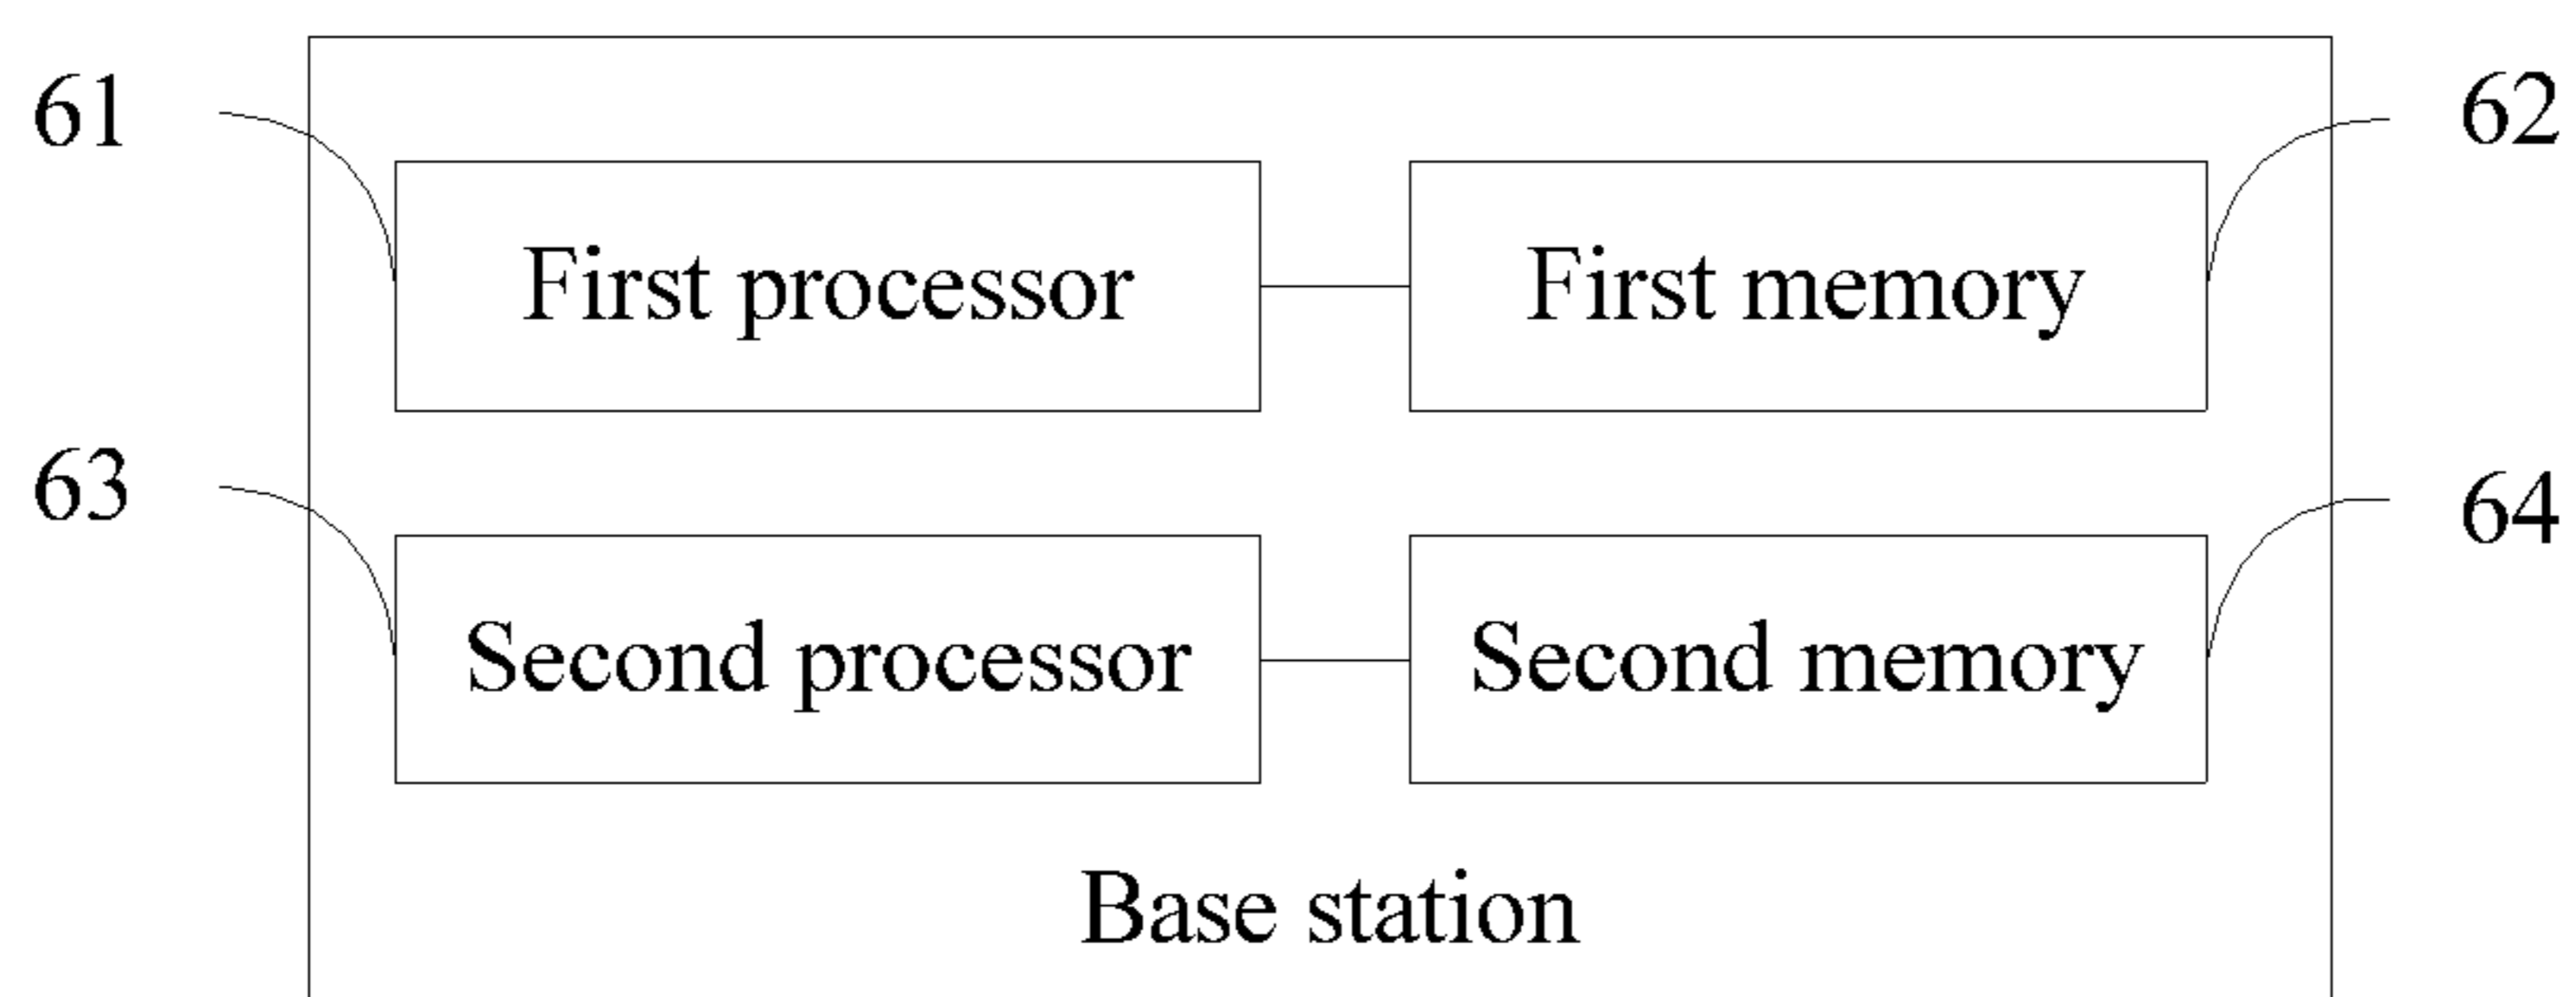 61
62
First processor
First memory
63
64
Second processor
Second memory
Base station